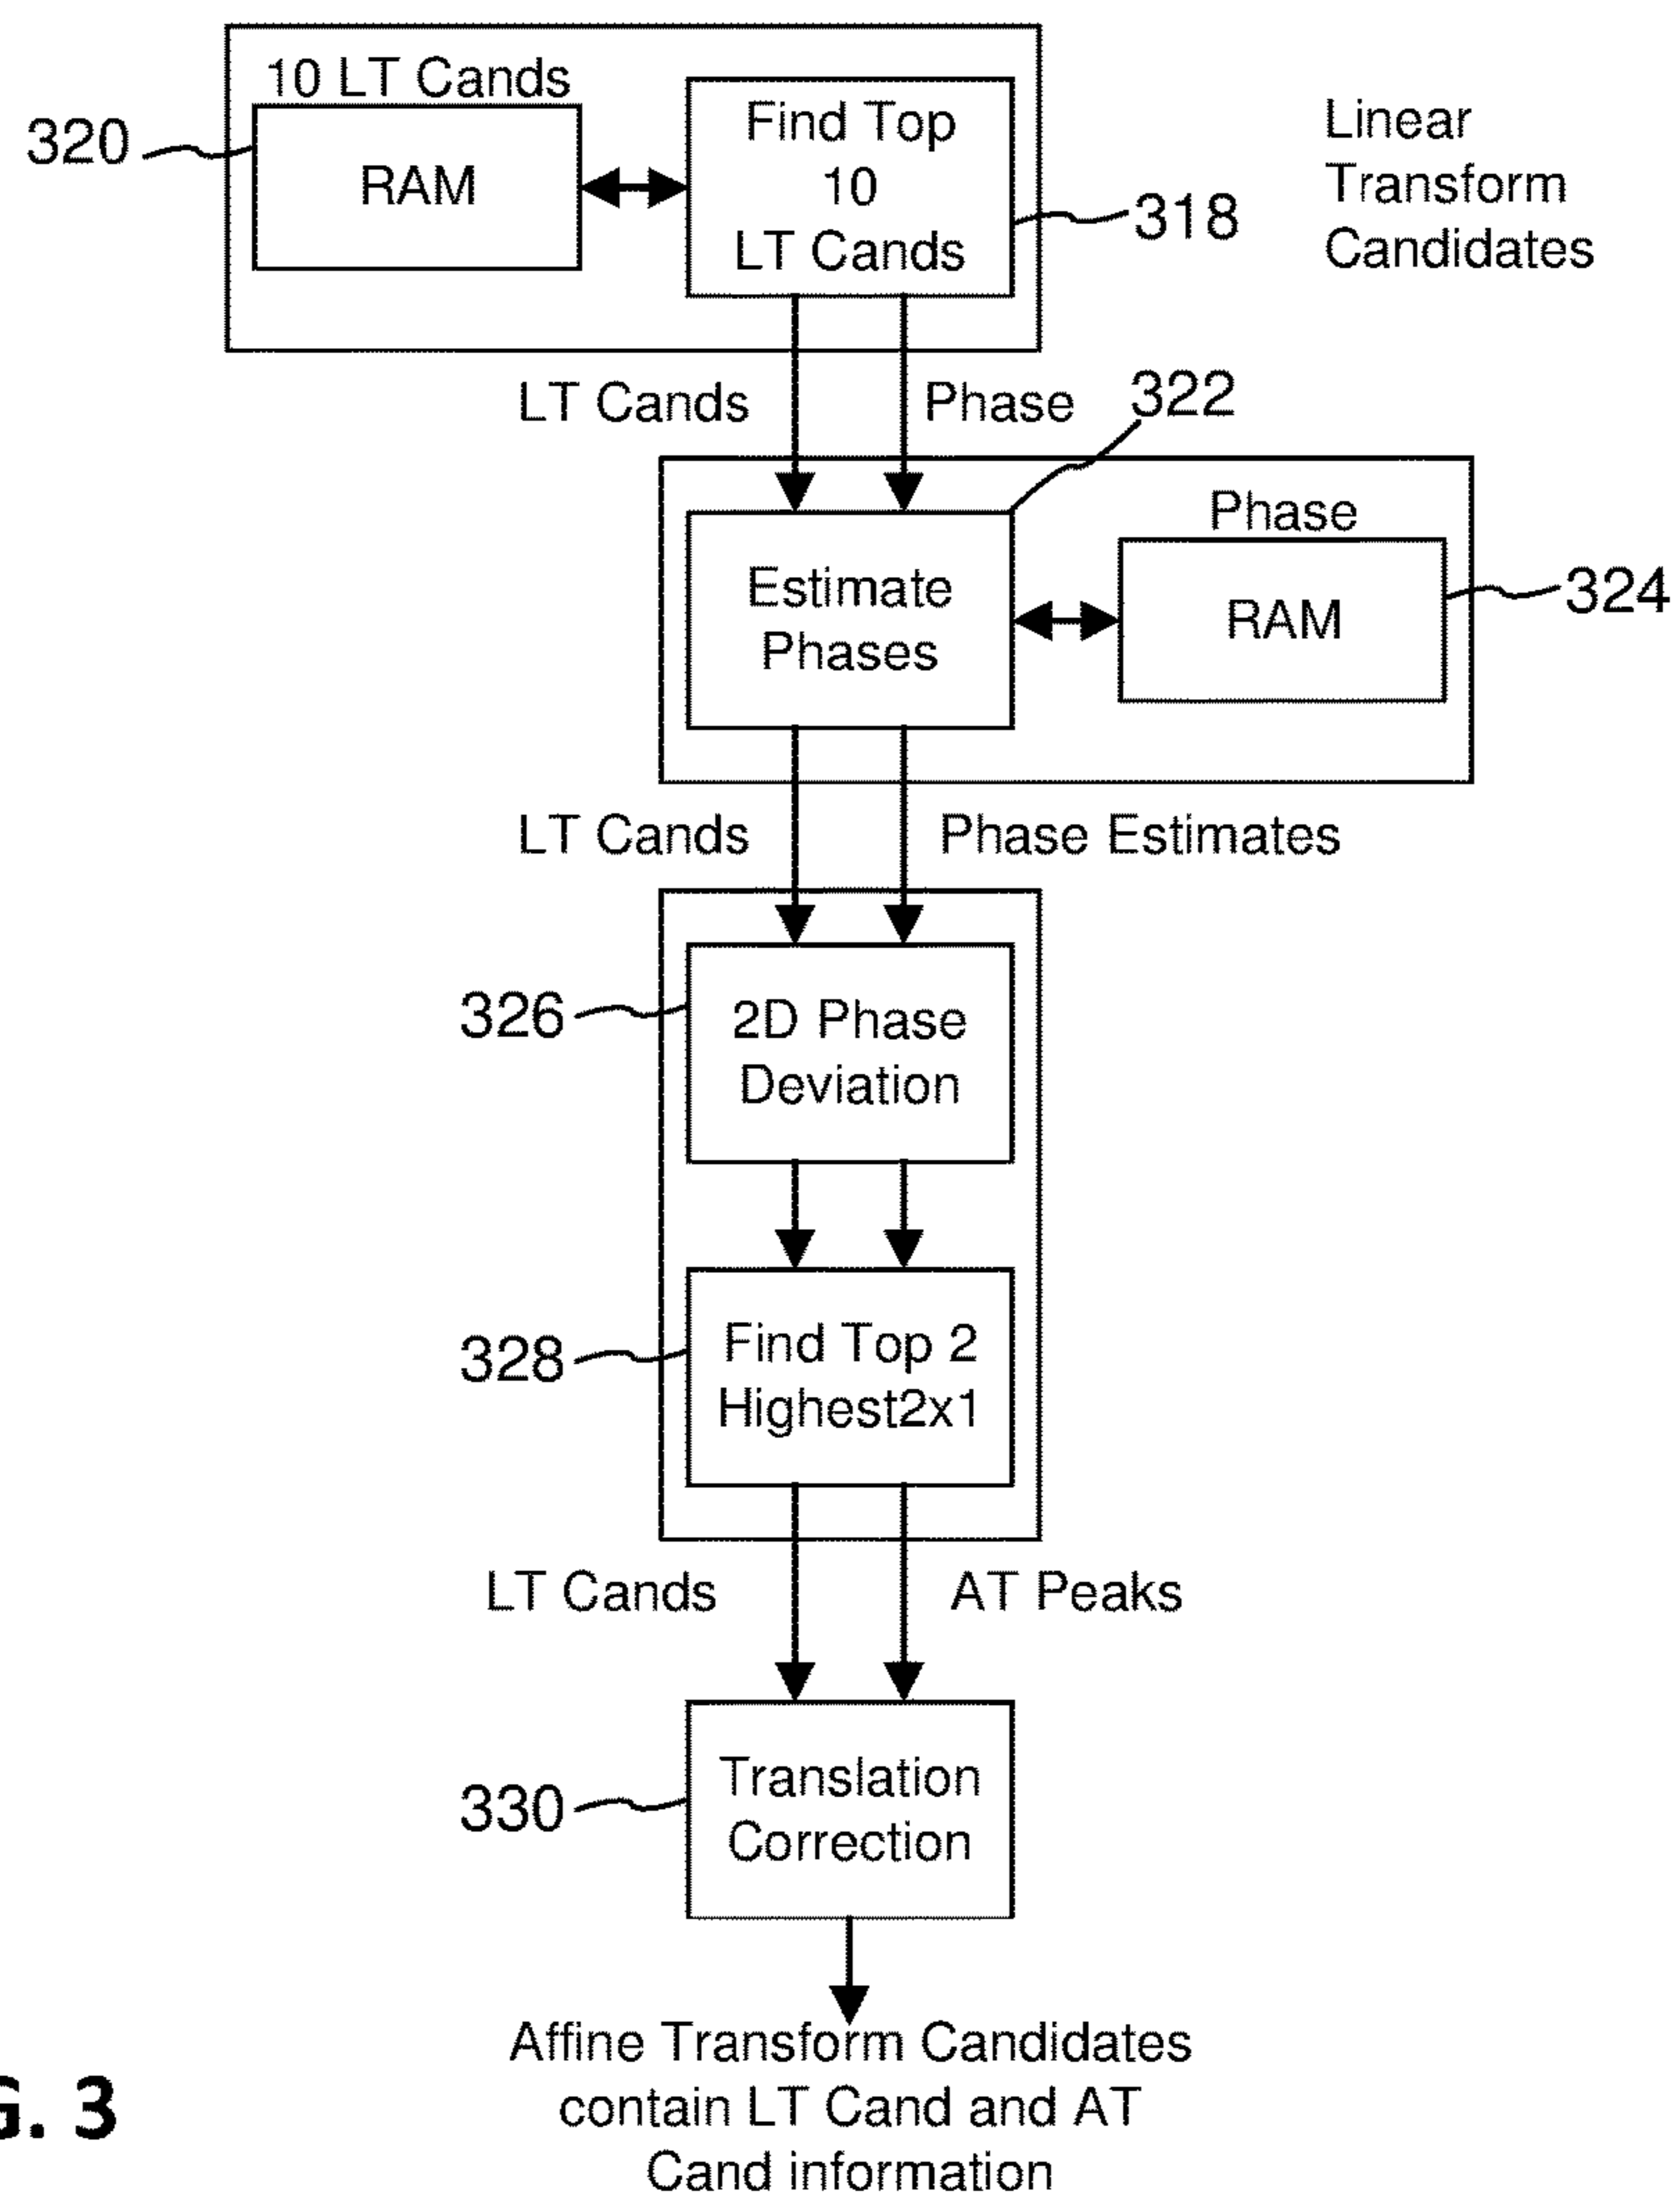 10 LT Cands
320
RAM
Find Top
10
LT Cands
318
Linear
Transform
Candidates
LT Cands
Phase
322
Phase
Estimate
Phases
RAM
324
LT Cands
Phase Estimates
326
2D Phase
Deviation
328
Find Top 2
Highest2x1
LT Cands
AT Peaks
330
Translation
Correction
Affine Transform Candidates
contain LT Cand and AT
Cand information
G. 3